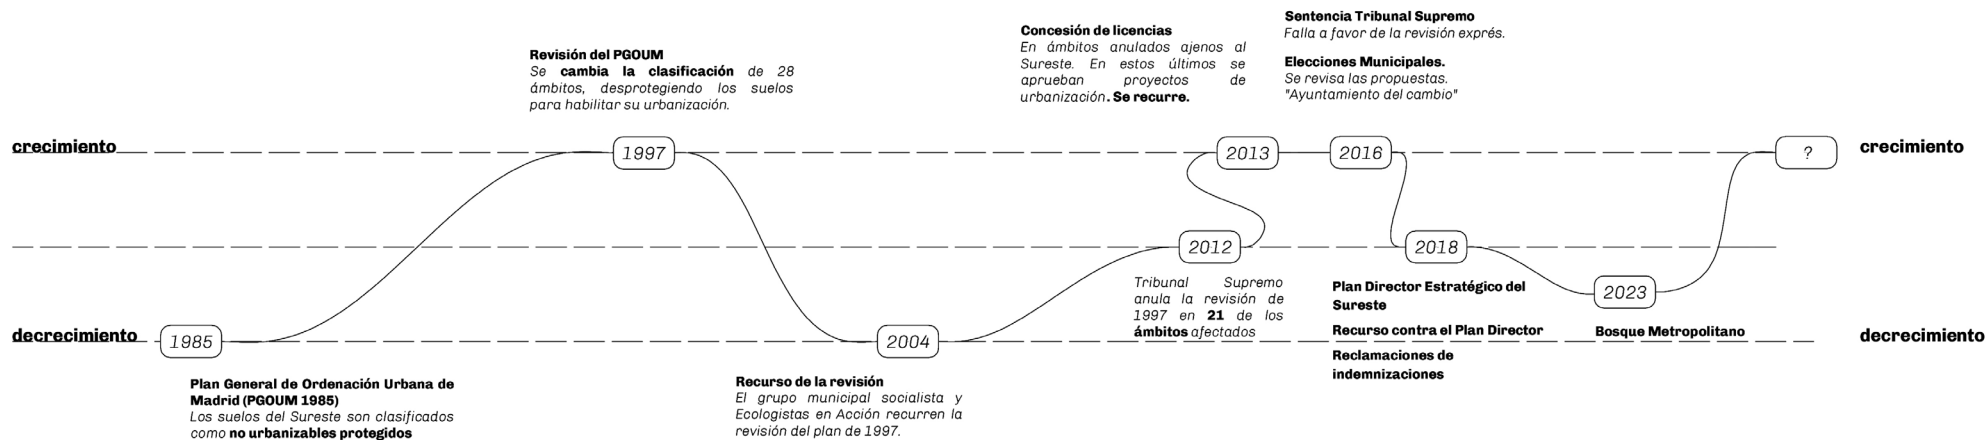 Sentencia Tribunal Supremo
Falla a favor de la revisión exprés.
Elecciones Municipales.
Se revisa las propuestas.
"Ayuntamiento del cambio"
Concesión de licencias
En ámbitos anulados ajenos al
Sureste. En estos últimos se
aprueban proyectos de
urbanización. Se recurre.
Revisión del PGOUM
Se cambia la clasificación de 28
ámbitos, desprotegiendo los suelos
para habilitar su urbanización.
crecimiento
1997
2013
2016
?
crecimiento
2012
2018
Tribunal Supremo
anula la revisión de
1997 en 21 de los
ámbitos afectados
Plan Director Estratégico del
Sureste
Recurso contra el Plan Director
Reclamaciones de
indemnizaciones
2023
Bosque Metropolitano
decrecimiento
1985
2004
decrecimiento
Plan General de Ordenación Urbana de
Madrid (PGOUM 1985)
Los suelos del Sureste son clasificados
como no urbanizables protegidos
Recurso de la revisión
El grupo municipal socialista y
Ecologistas en Acción recurren la
revisión del plan de 1997.